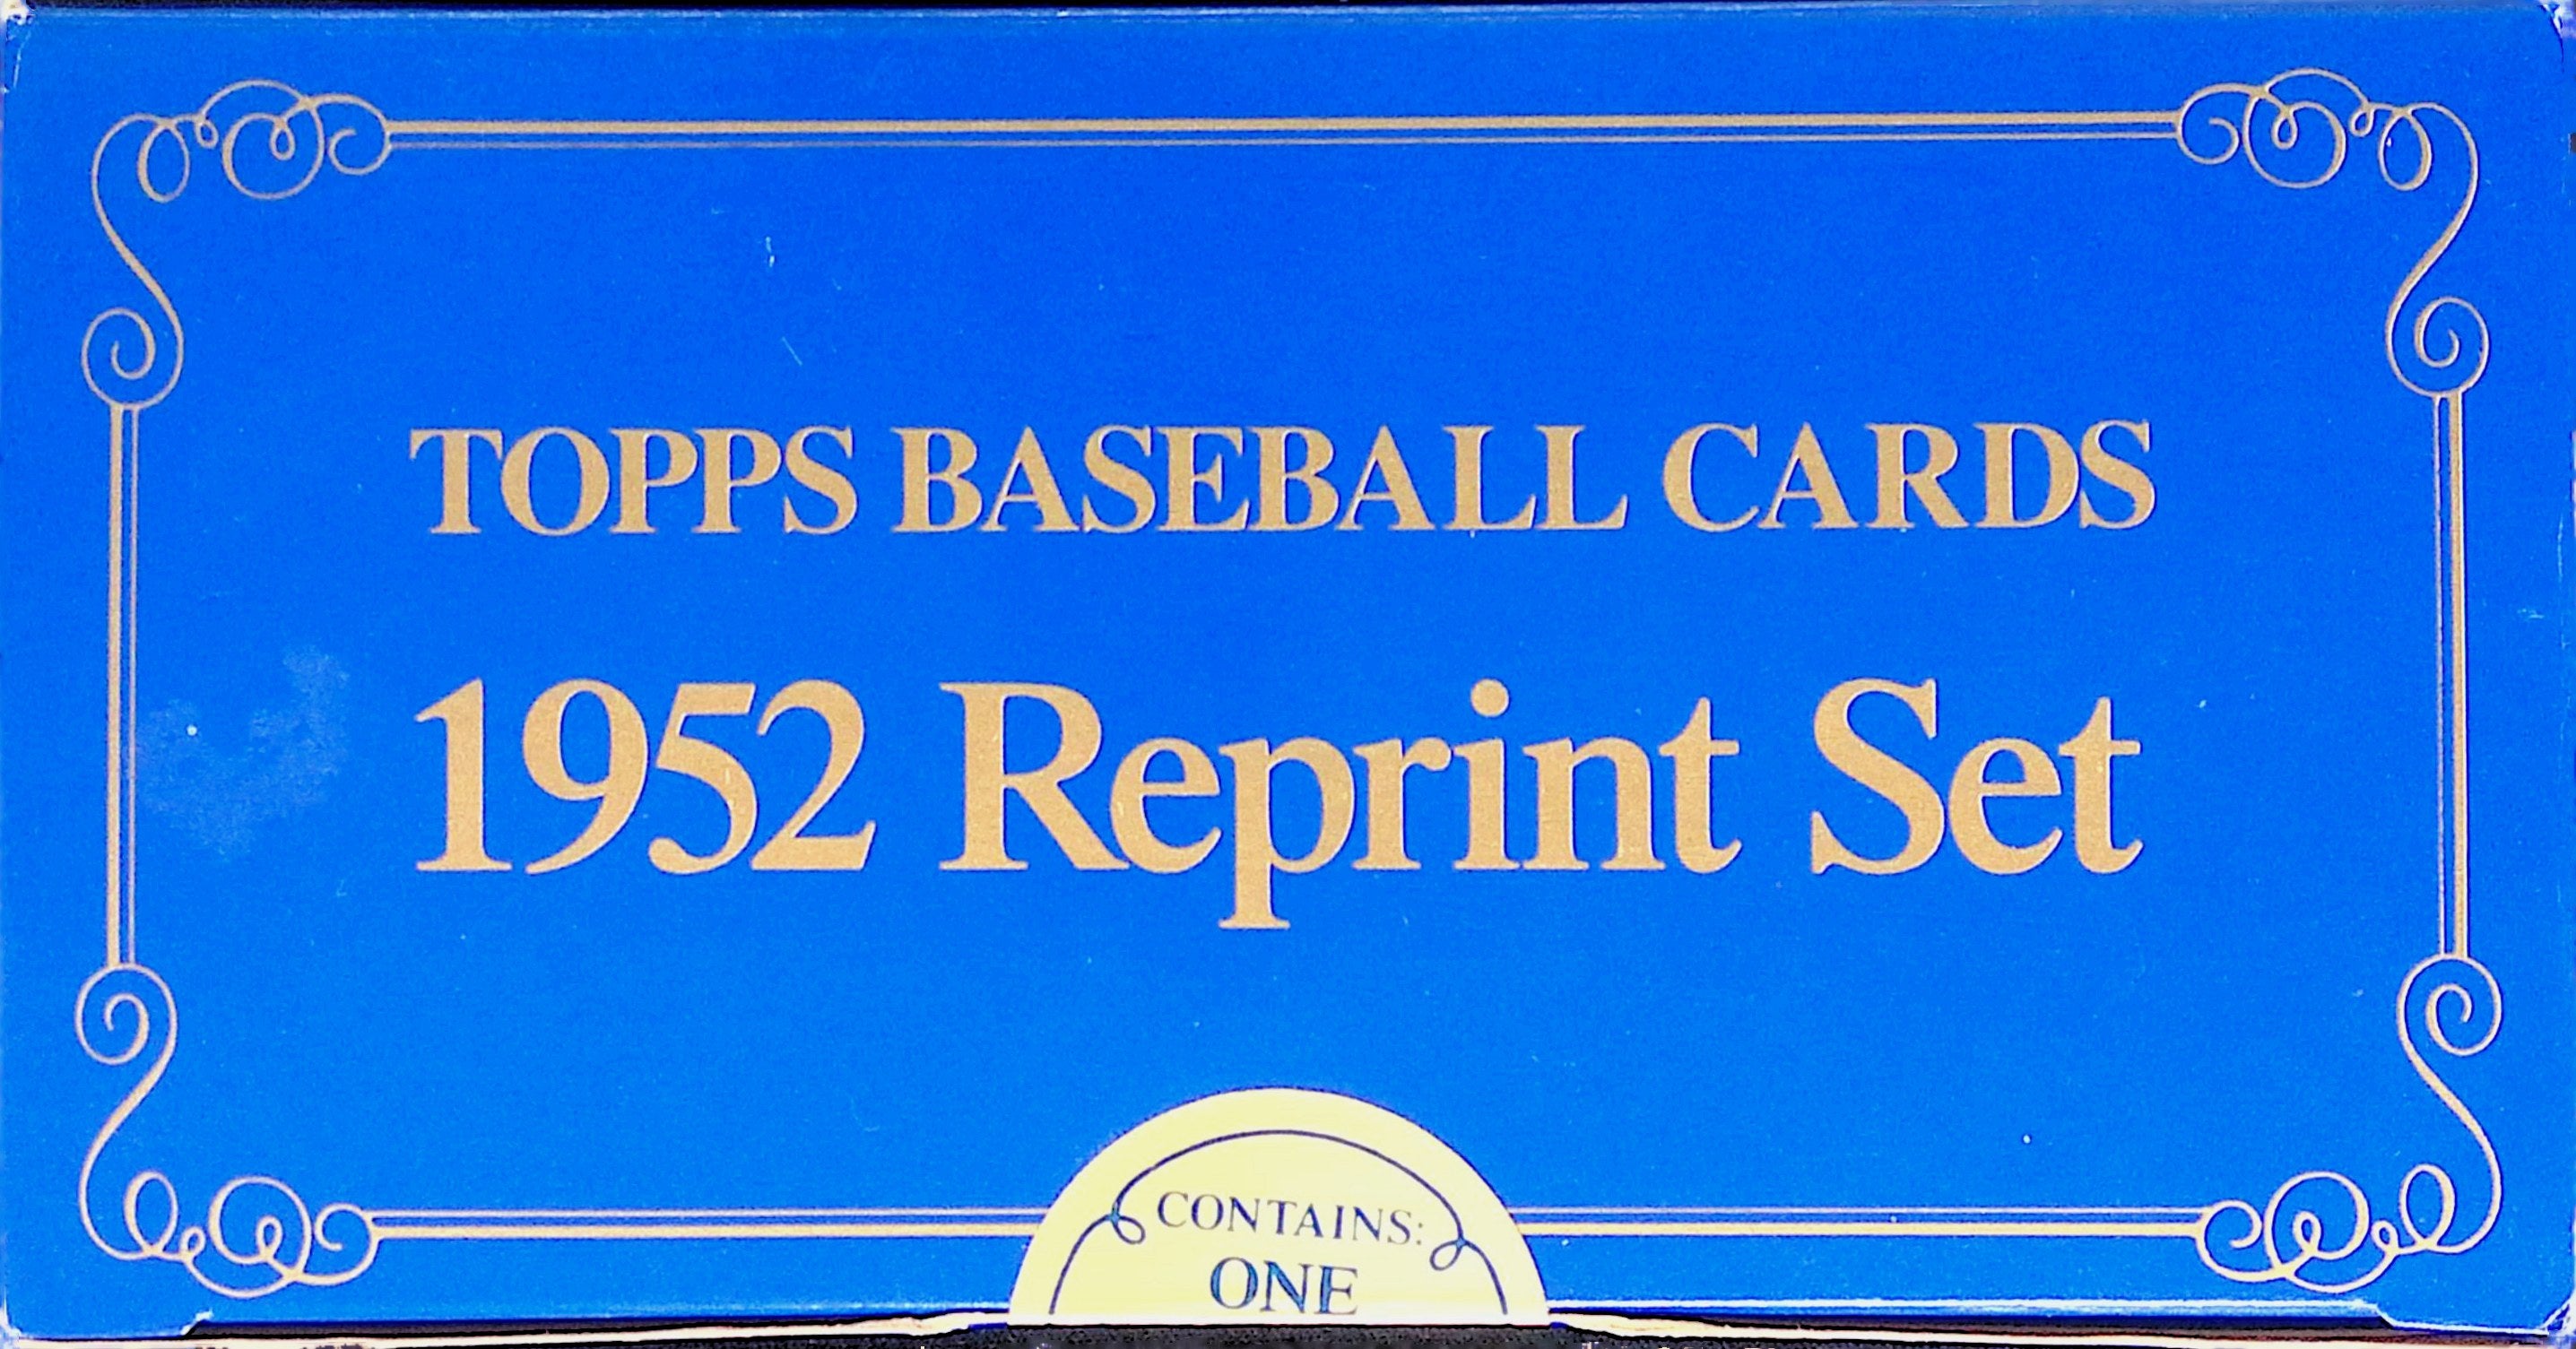 TOPPS BASEBALL CARDS
1952 Reprint Set
CONTAINS:
ONE